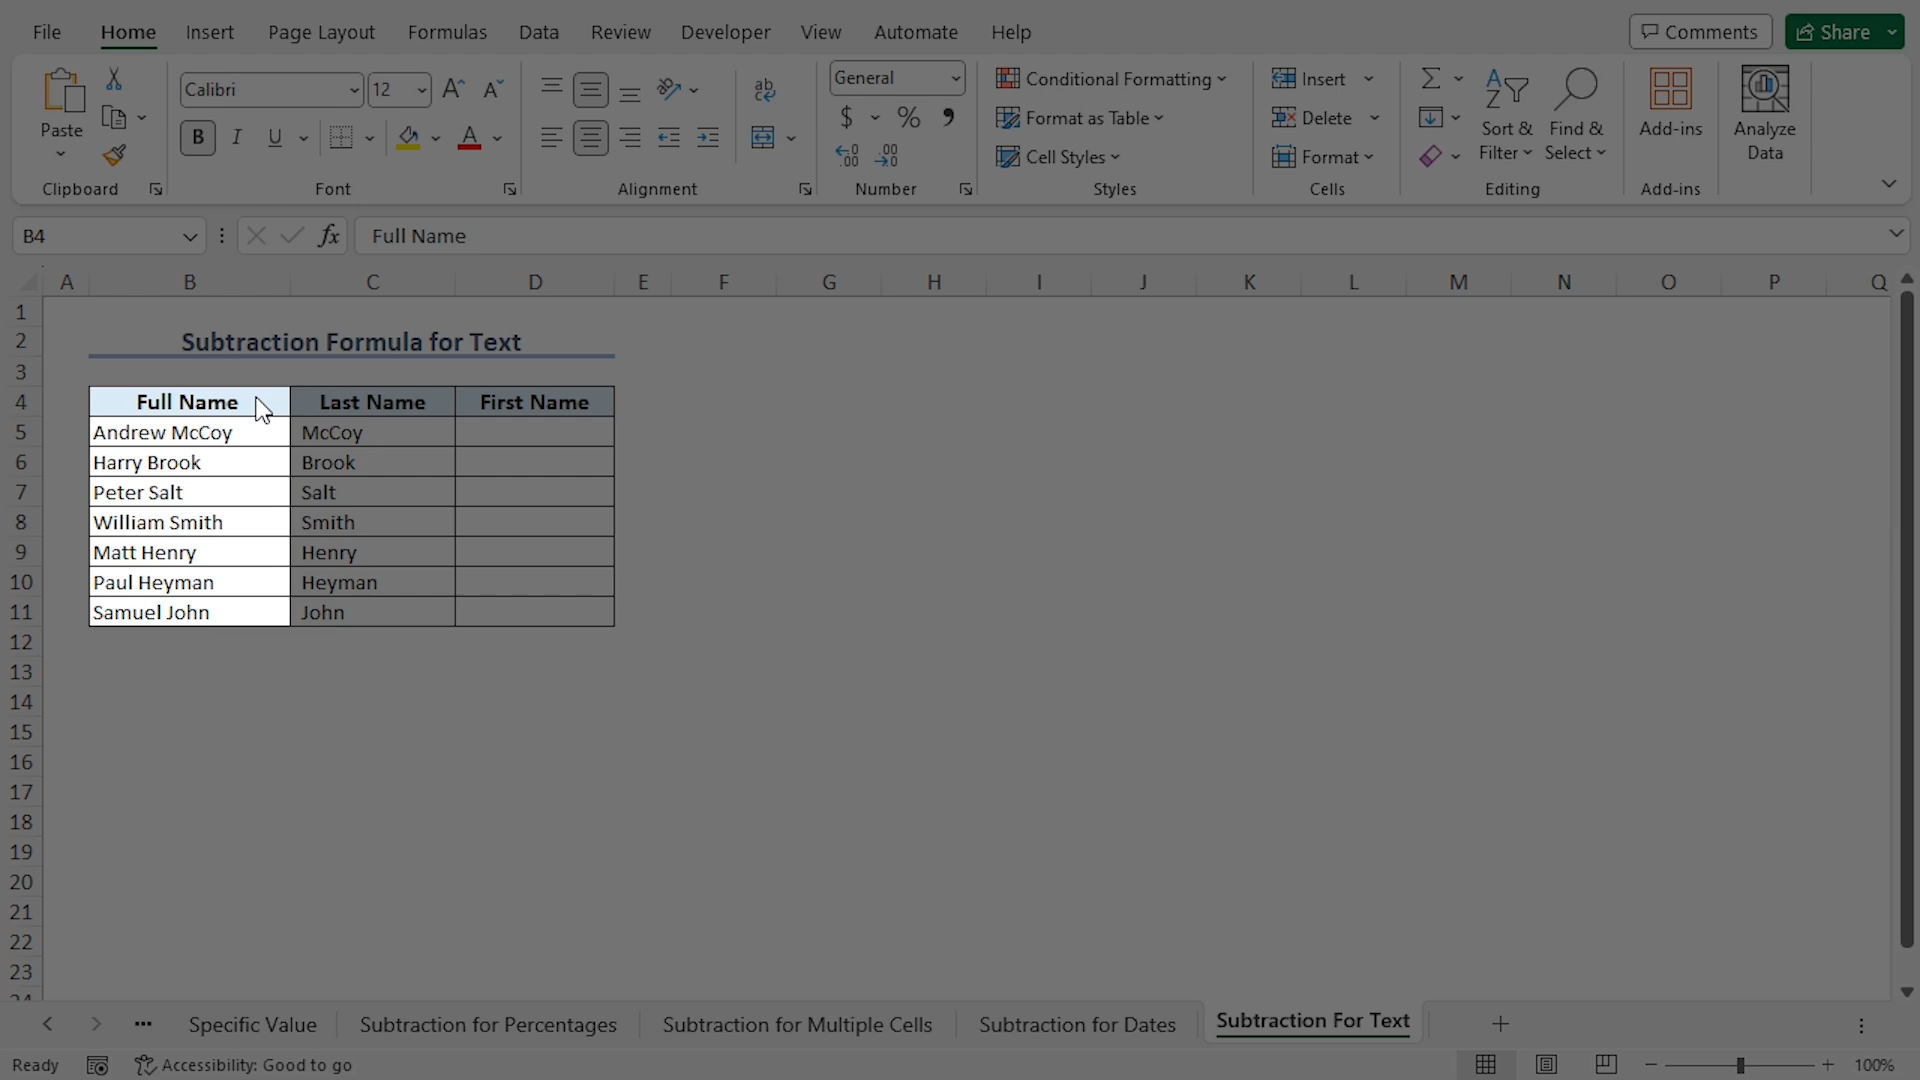 File Home Insert Page Layout Formulas Data Review Developer View Automate Help Comments Share
Paste
Clipboard
Calibri 12
B I U A
Font
ab
Alignment
General
$ % 9
.00 .00
Number
Conditional Formatting
Format as Table
Cell Styles
Styles
Insert
Delete
Format
Cells
Sort & Filter
Find & Select
Editing
Add-ins
Add-ins
Analyze Data
B4 fx Full Name
A B C D E F G H I J K L M N O P Q
1
2 Subtraction Formula for Text
3
4 Full Name Last Name First Name
5 Andrew McCoy McCoy
6 Harry Brook Brook
7 Peter Salt Salt
8 William Smith Smith
9 Matt Henry Henry
10 Paul Heyman Heyman
11 Samuel John John
12
13
14
15
16
17
18
19
20
21
22
23
24
Specific Value Subtraction for Percentages Subtraction for Multiple Cells Subtraction for Dates Subtraction For Text
Ready Accessibility: Good to go 100%